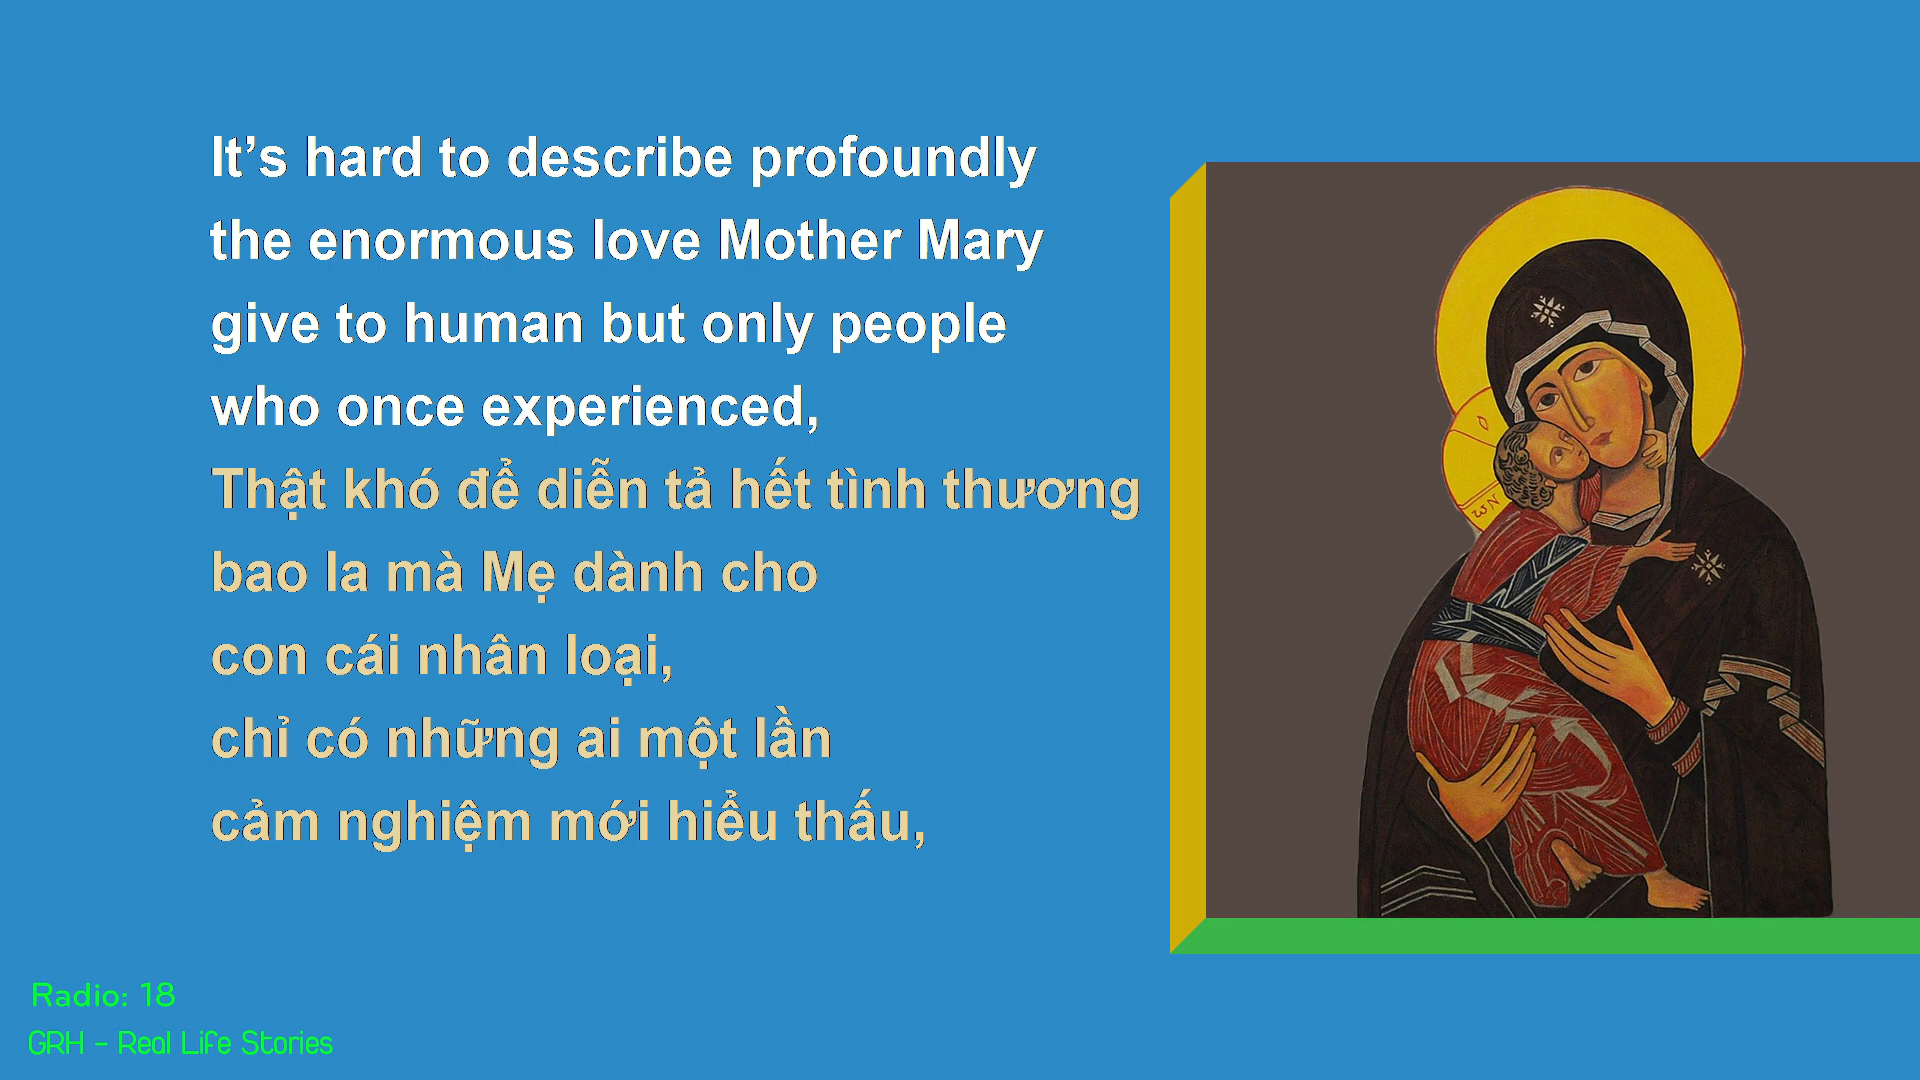 It’s hard to describe profoundly
the enormous love Mother Mary
give to human but only people
who once experienced,
Thật khó để diễn tả hết tình thương
bao la mà Mẹ dành cho
con cái nhân loại,
chỉ có những ai một lần
cảm nghiệm mới hiểu thấu,
Radio: 18
GRH - Real Life Stories